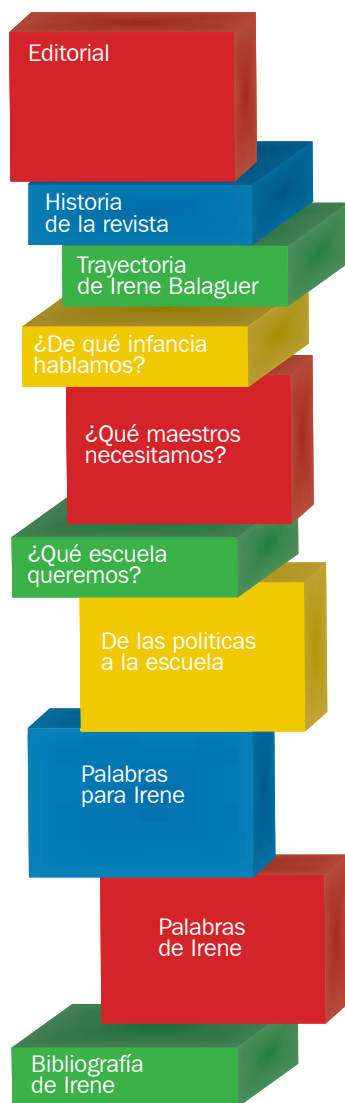 Editorial
Historia
de la revista
Trayectoria
de Irene Balaguer
¿De qué infancia
hablamos?
¿Qué maestros
necesitamos?
¿Qué escuela
queremos?
De las politicas
a la escuela
Palabras
para Irene
Palabras
de Irene
Bibliografía
de Irene